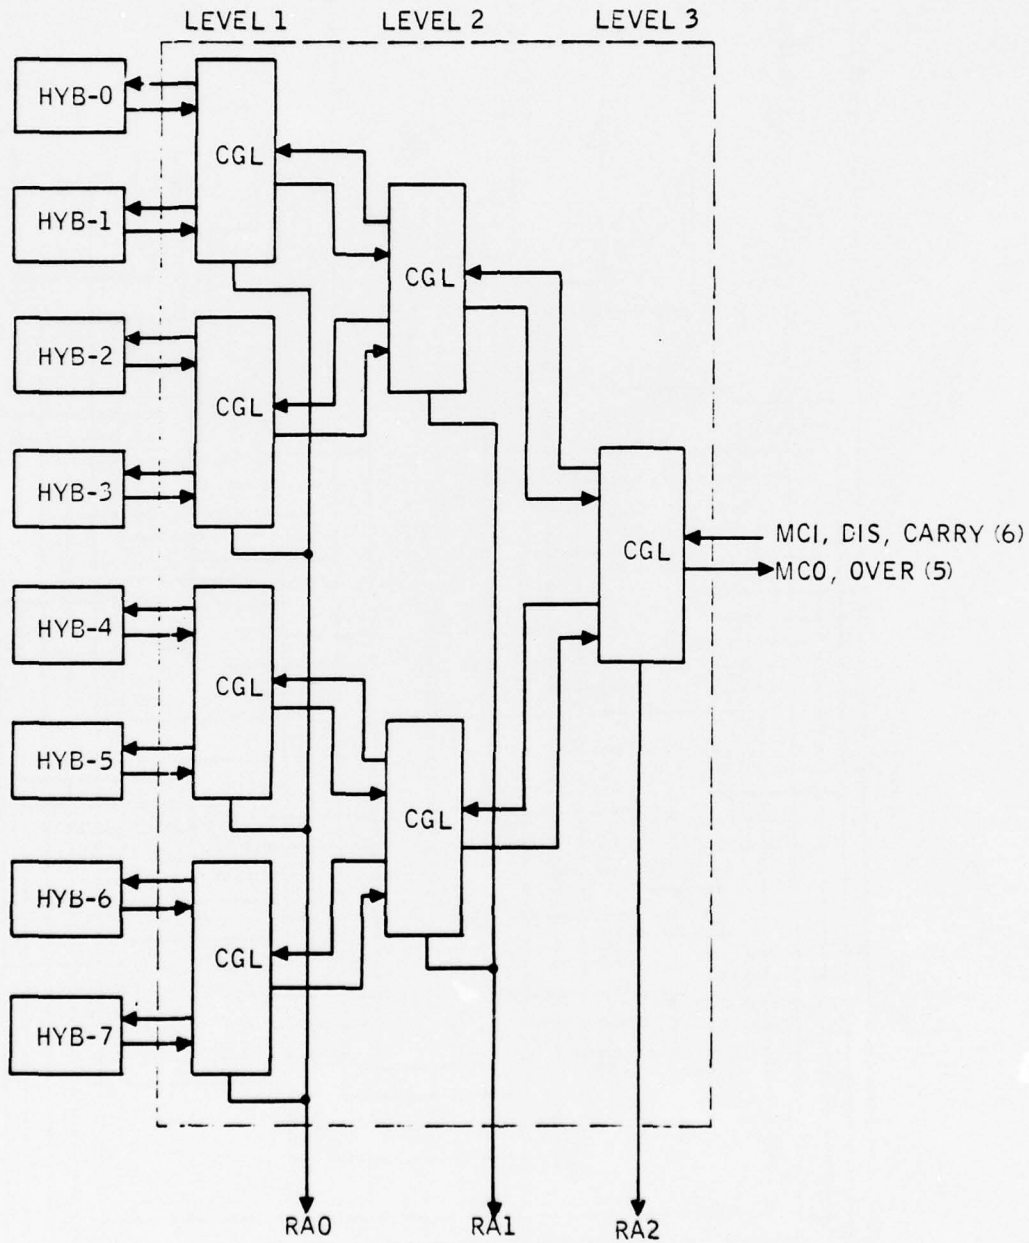 LEVEL 1 LEVEL 2 LEVEL 3
HYB-0
CGL
HYB-1
CGL
HYB-2
CGL
HYB-3
MCI, DIS, CARRY (6)
CGL
MCO, OVER (5)
HYB-4
CGL
HYB-5
CGL
HYB-6
CGL
HYB-7
RA0 RA1 RA2